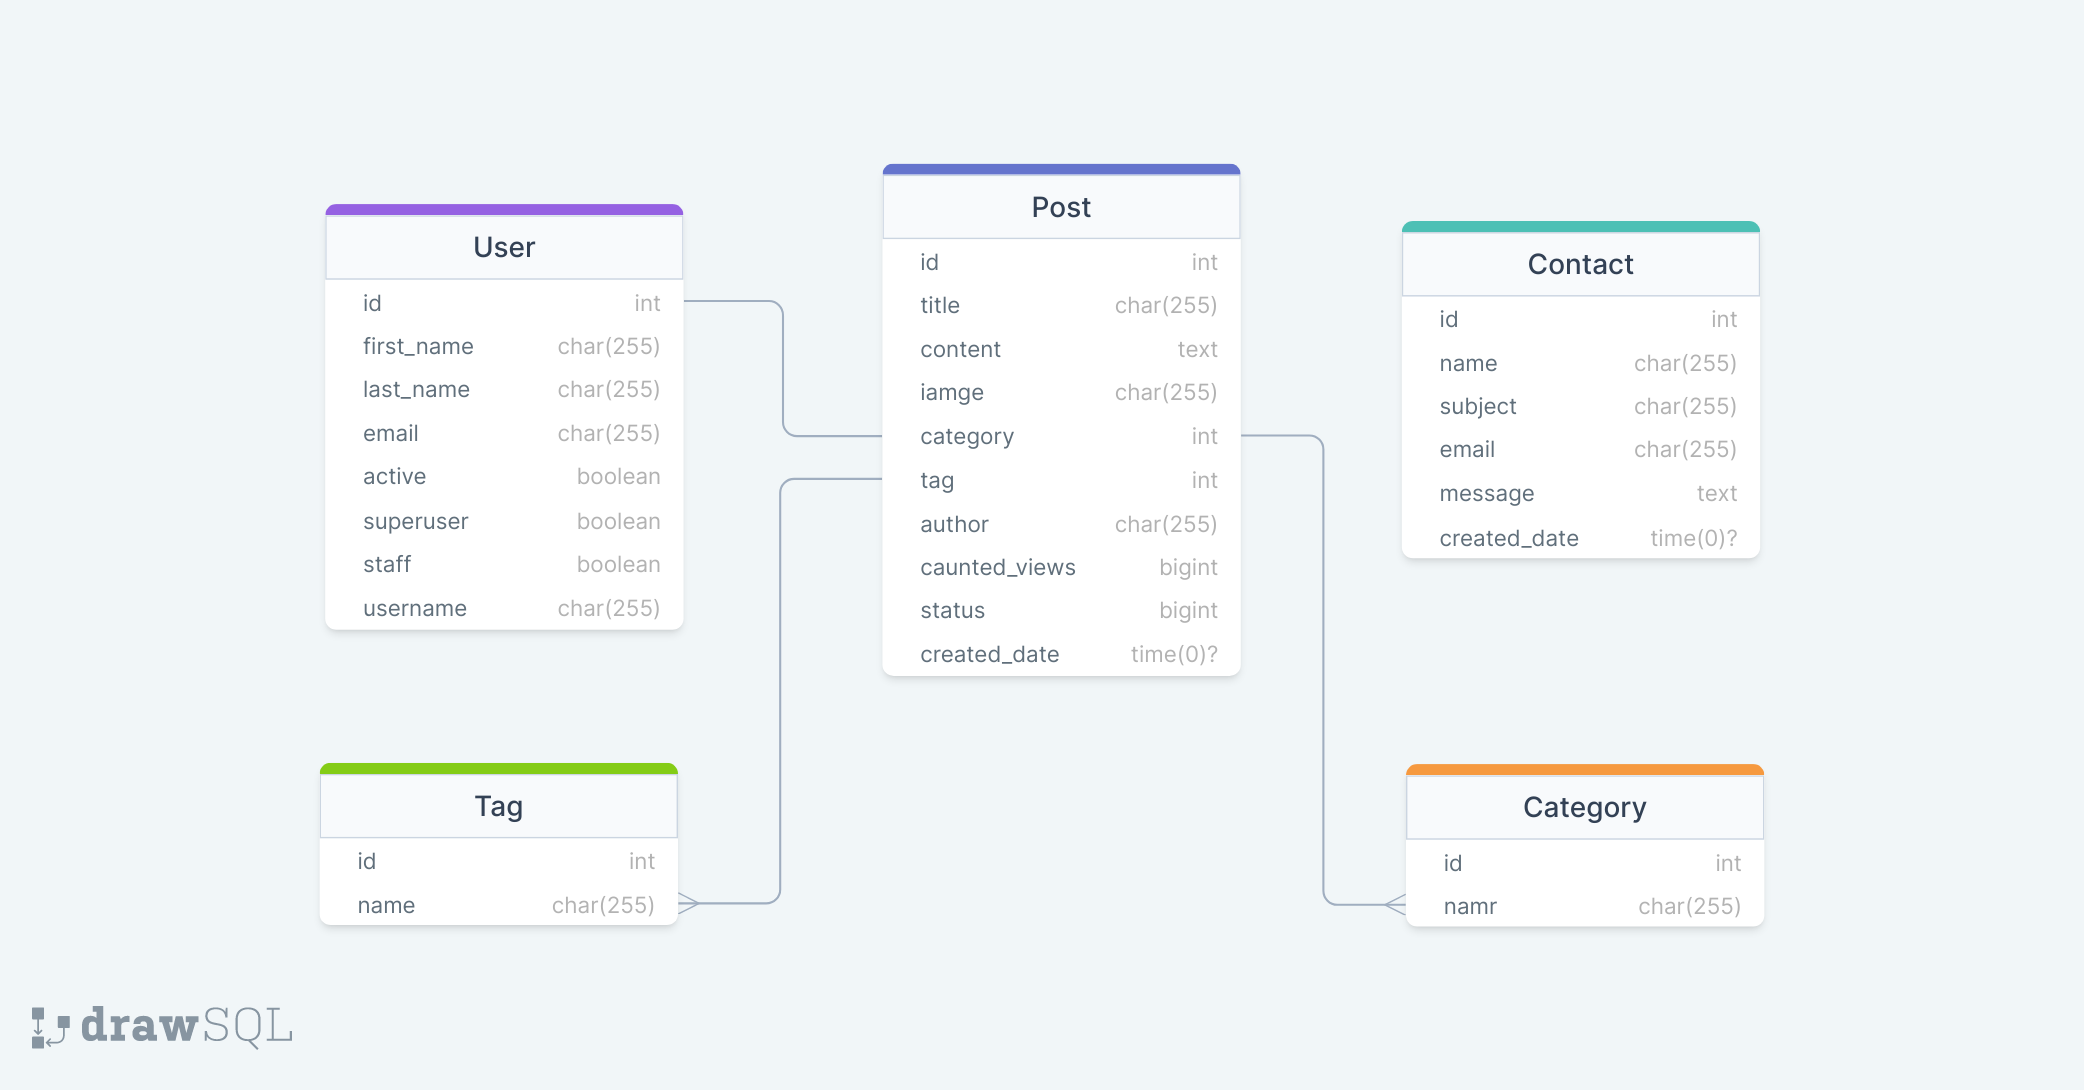 User
id int
first_name char(255)
last_name char(255)
email char(255)
active boolean
superuser boolean
staff boolean
username char(255)
Post
id int
title char(255)
content text
iamge char(255)
category int
tag int
author char(255)
caunted_views bigint
status bigint
created_date time(0)?
Contact
id int
name char(255)
subject char(255)
email char(255)
message text
created_date time(0)?
Tag
id int
name char(255)
Category
id int
namr char(255)
drawSQL